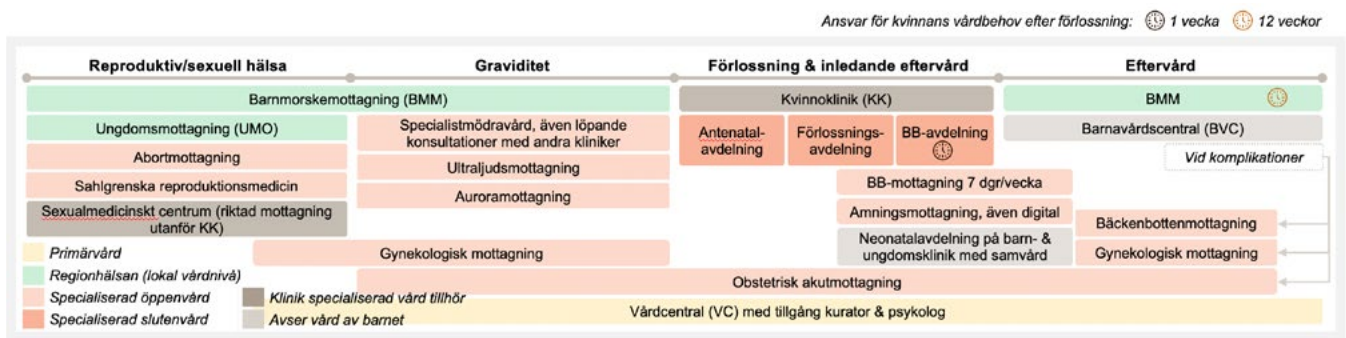 Ansvar för kvinnans vårdbehov efter förlossning: 1 vecka 12 veckor
Reproduktiv/sexuell hälsa
Graviditet
Förlossning & inledande eftervård
Eftervård
Barnmorskemottagning (BMM)
Kvinnoklinik (KK)
BMM
Ungdomsmottagning (UMO)
Specialistmödravård, även löpande
konsultationer med andra kliniker
Antenatal-
avdelning
Förlossnings-
avdelning
BB-avdelning
Barnavårdscentral (BVC)
Abortmottagning
Ultraljudsmottagning
Vid komplikationer
Sahlgrenska reproduktionsmedicin
Auroramottagning
BB-mottagning 7 dgr/vecka
Sexualmedicinskt centrum (riktad mottagning
utanför KK)
Amningsmottagning, även digital
Bäckenbottenmottagning
Gynekologisk mottagning
Neonatalavdelning på barn- &
ungdomsklinik med samvård
Gynekologisk mottagning
Obstetrisk akutmottagning
Vårdcentral (VC) med tillgång kurator & psykolog
Primärvård
Regionhälsan (lokal vårdnivå)
Specialiserad öppenvård
Specialiserad slutenvård
Klinik specialiserad vård tillhör
Avser vård av barnet